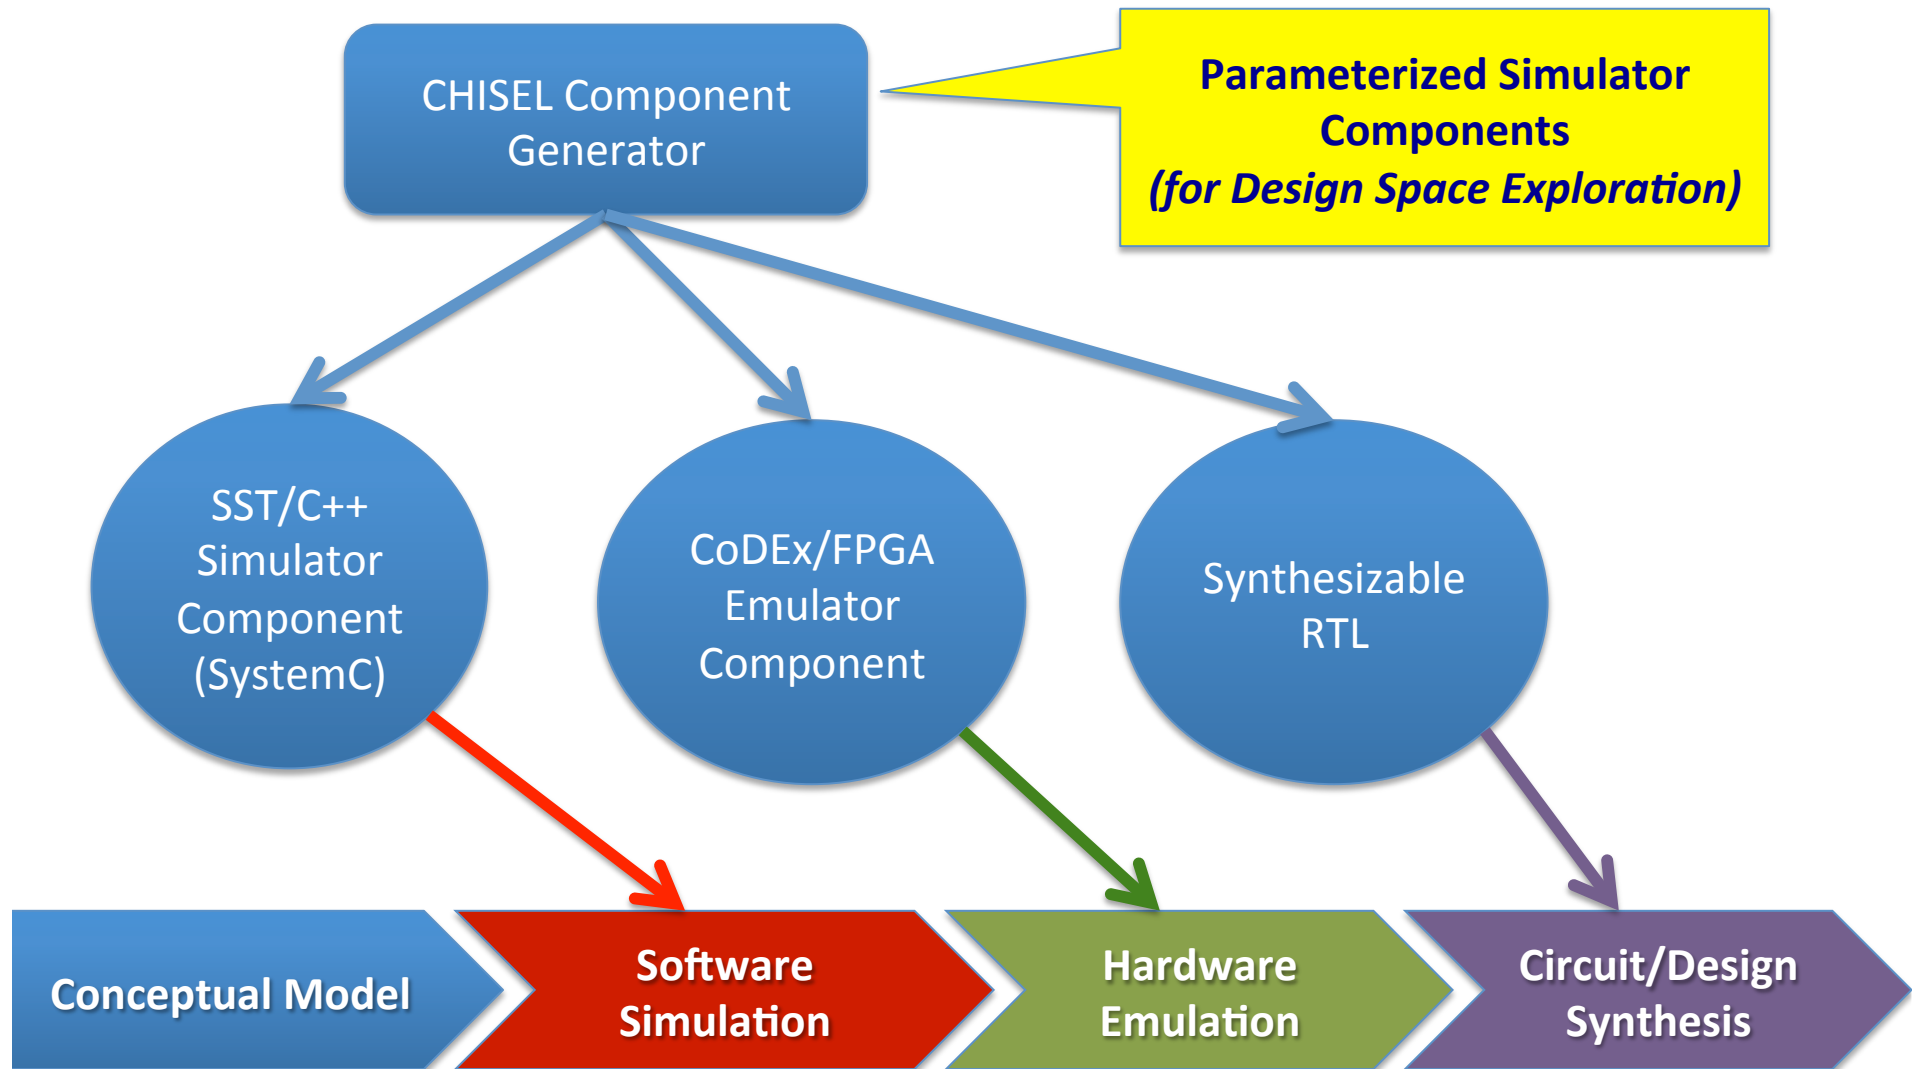 CHISEL Component
Generator
Parameterized Simulator
Components
(for Design Space Exploration)
SST/C++
Simulator
Component
(SystemC)
CoDEx/FPGA
Emulator
Component
Synthesizable
RTL
Conceptual Model
Software
Simulation
Hardware
Emulation
Circuit/Design
Synthesis